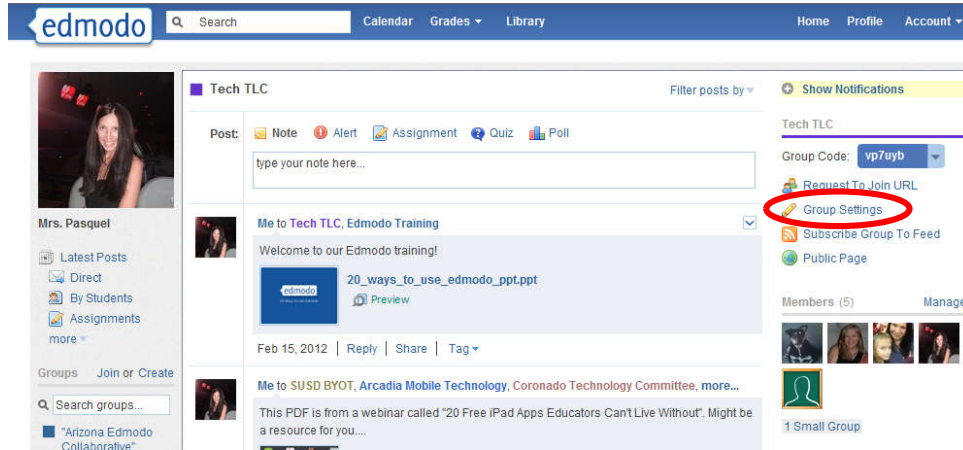 edmodo
Search
Calendar Grades Library
Home Profile Account
Mrs. Pasquel
Latest Posts
Direct
By Students
Assignments
more
Groups Join or Create
Search groups...
"Arizona Edmodo
Collaborative"
Tech TLC
Filter posts by
Post: Note Alert Assignment Quiz Poll
type your note here...
Me to Tech TLC, Edmodo Training
Welcome to our Edmodo training!
edmodo
20_ways_to_use_edmodo_ppt.ppt
Preview
Feb 15, 2012 | Reply | Share | Tag
Me to SUSD BYOT, Arcadia Mobile Technology, Coronado Technology Committee, more...
This PDF is from a webinar called "20 Free iPad Apps Educators Can't Live Without". Might be
a resource for you....
Show Notifications
Tech TLC
Group Code: vp7uyb
Request To Join URL
Group Settings
Subscribe Group To Feed
Public Page
Members (5) Manage
1 Small Group